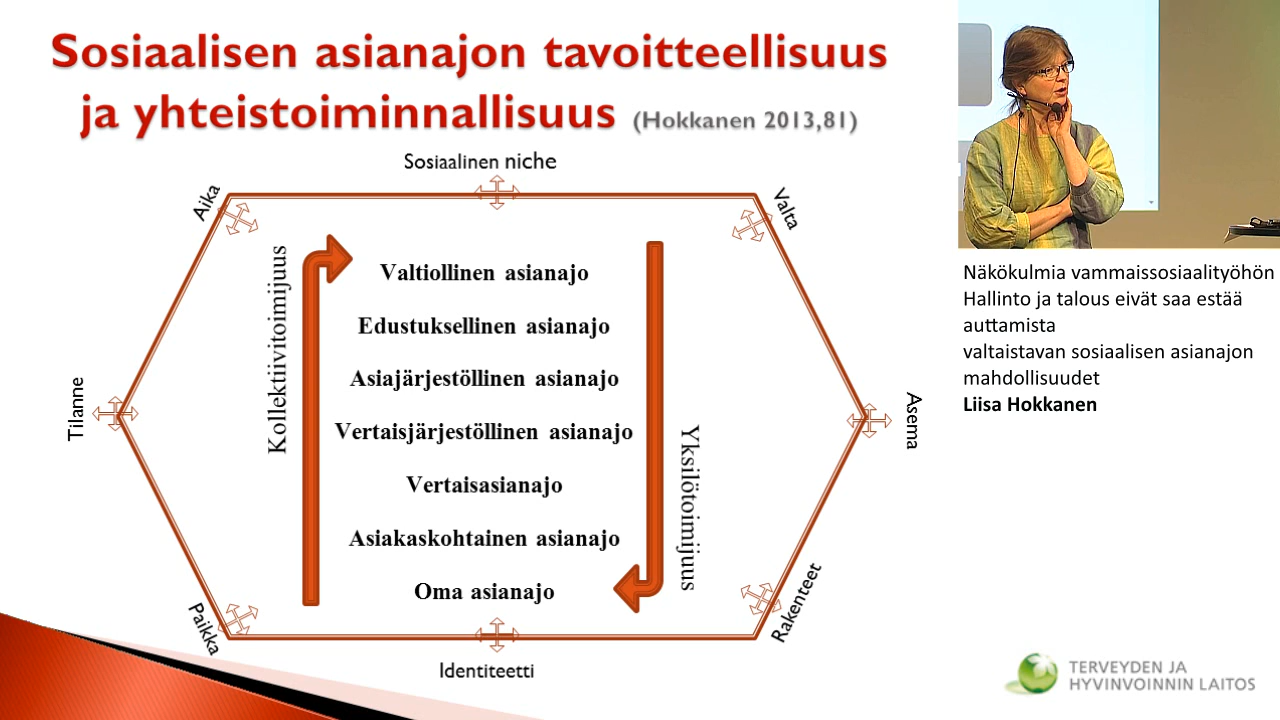 Sosiaalisen asianajon tavoitteellisuus
ja yhteistoiminnallisuus (Hokkanen 2013,81)
Sosiaalinen niche
Aika
Valta
Kollektiivitoimijuus
Valtiollinen asianajo
Edustuksellinen asianajo
Asiajärjestöllinen asianajo
Vertaisjärjestöllinen asianajo
Vertaisasianajo
Asiakaskohtainen asianajo
Oma asianajo
Yksilötoimijuus
Tilanne
Asema
Paikka
Rakenteet
Identiteetti
Näkökulmia vammaissosiaalityöhön
Hallinto ja talous eivät saa estää
auttamista
valtaistavan sosiaalisen asianajon
mahdollisuudet
Liisa Hokkanen
TERVEYDEN JA
HYVINVOINNIN LAITOS